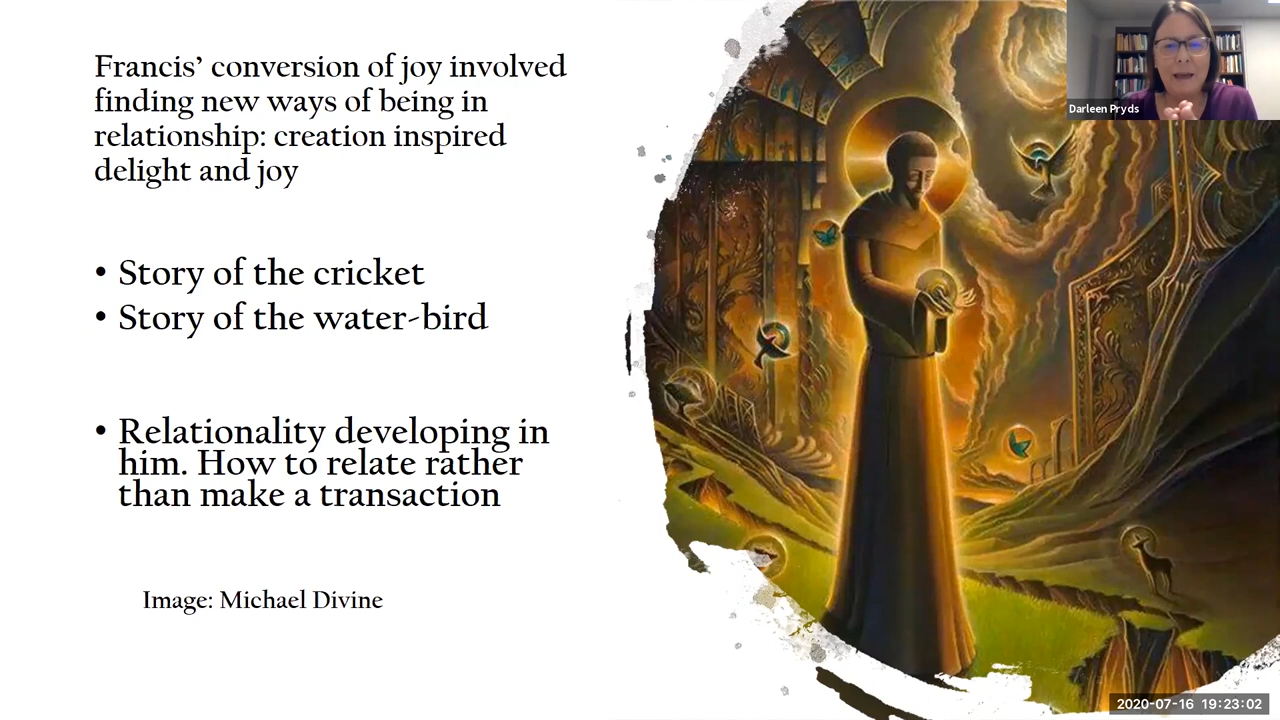 Francis’ conversion of joy involved
finding new ways of being in
relationship: creation inspired
delight and joy
• Story of the cricket
• Story of the water-bird
• Relationality developing in
him. How to relate rather
than make a transaction
Image: Michael Divine
Darleen Pryds
2020-07-16 19:23:02